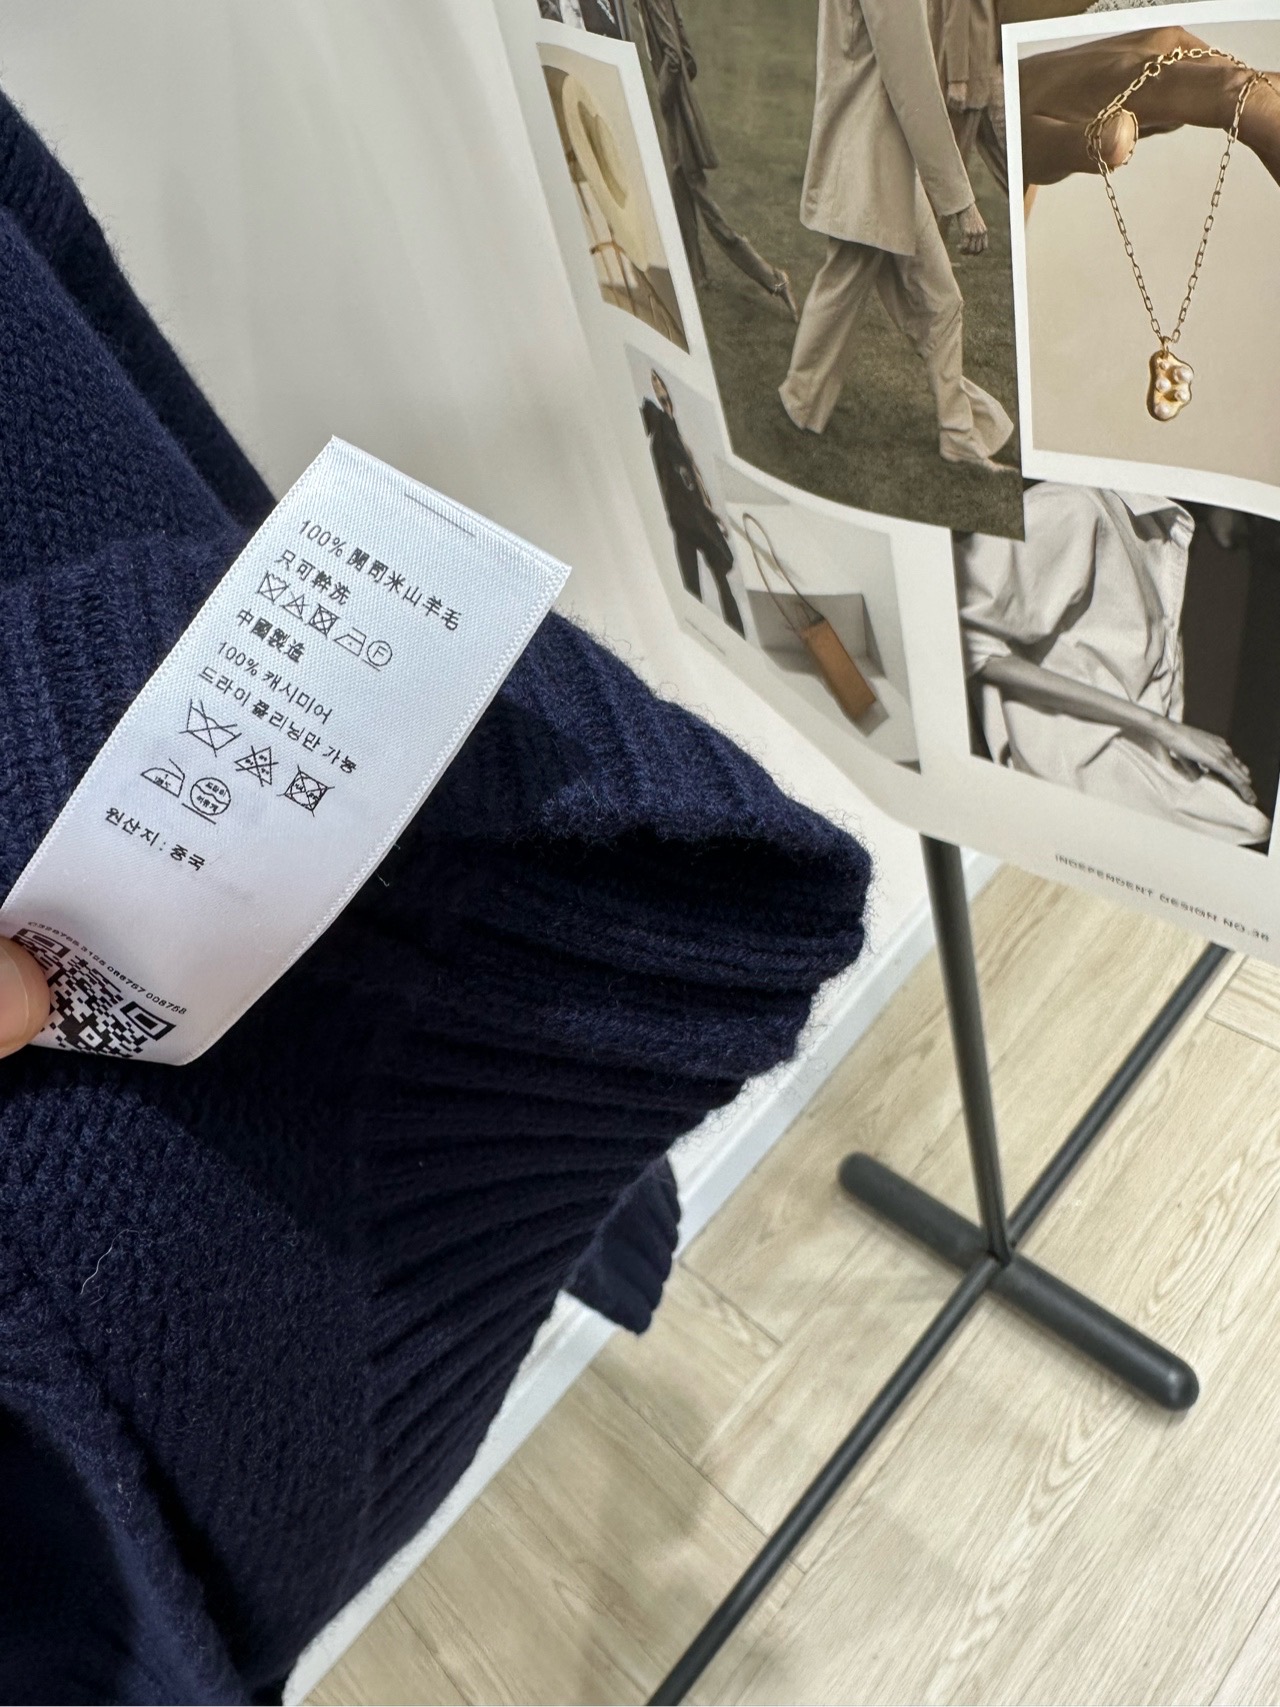 100% 開司米山羊毛
只可幹洗
F
中國製造
100% 캐시미어
드라이 클리닝만 가능
원산지 : 중국
INDEPENDENT DESIGN NO.36